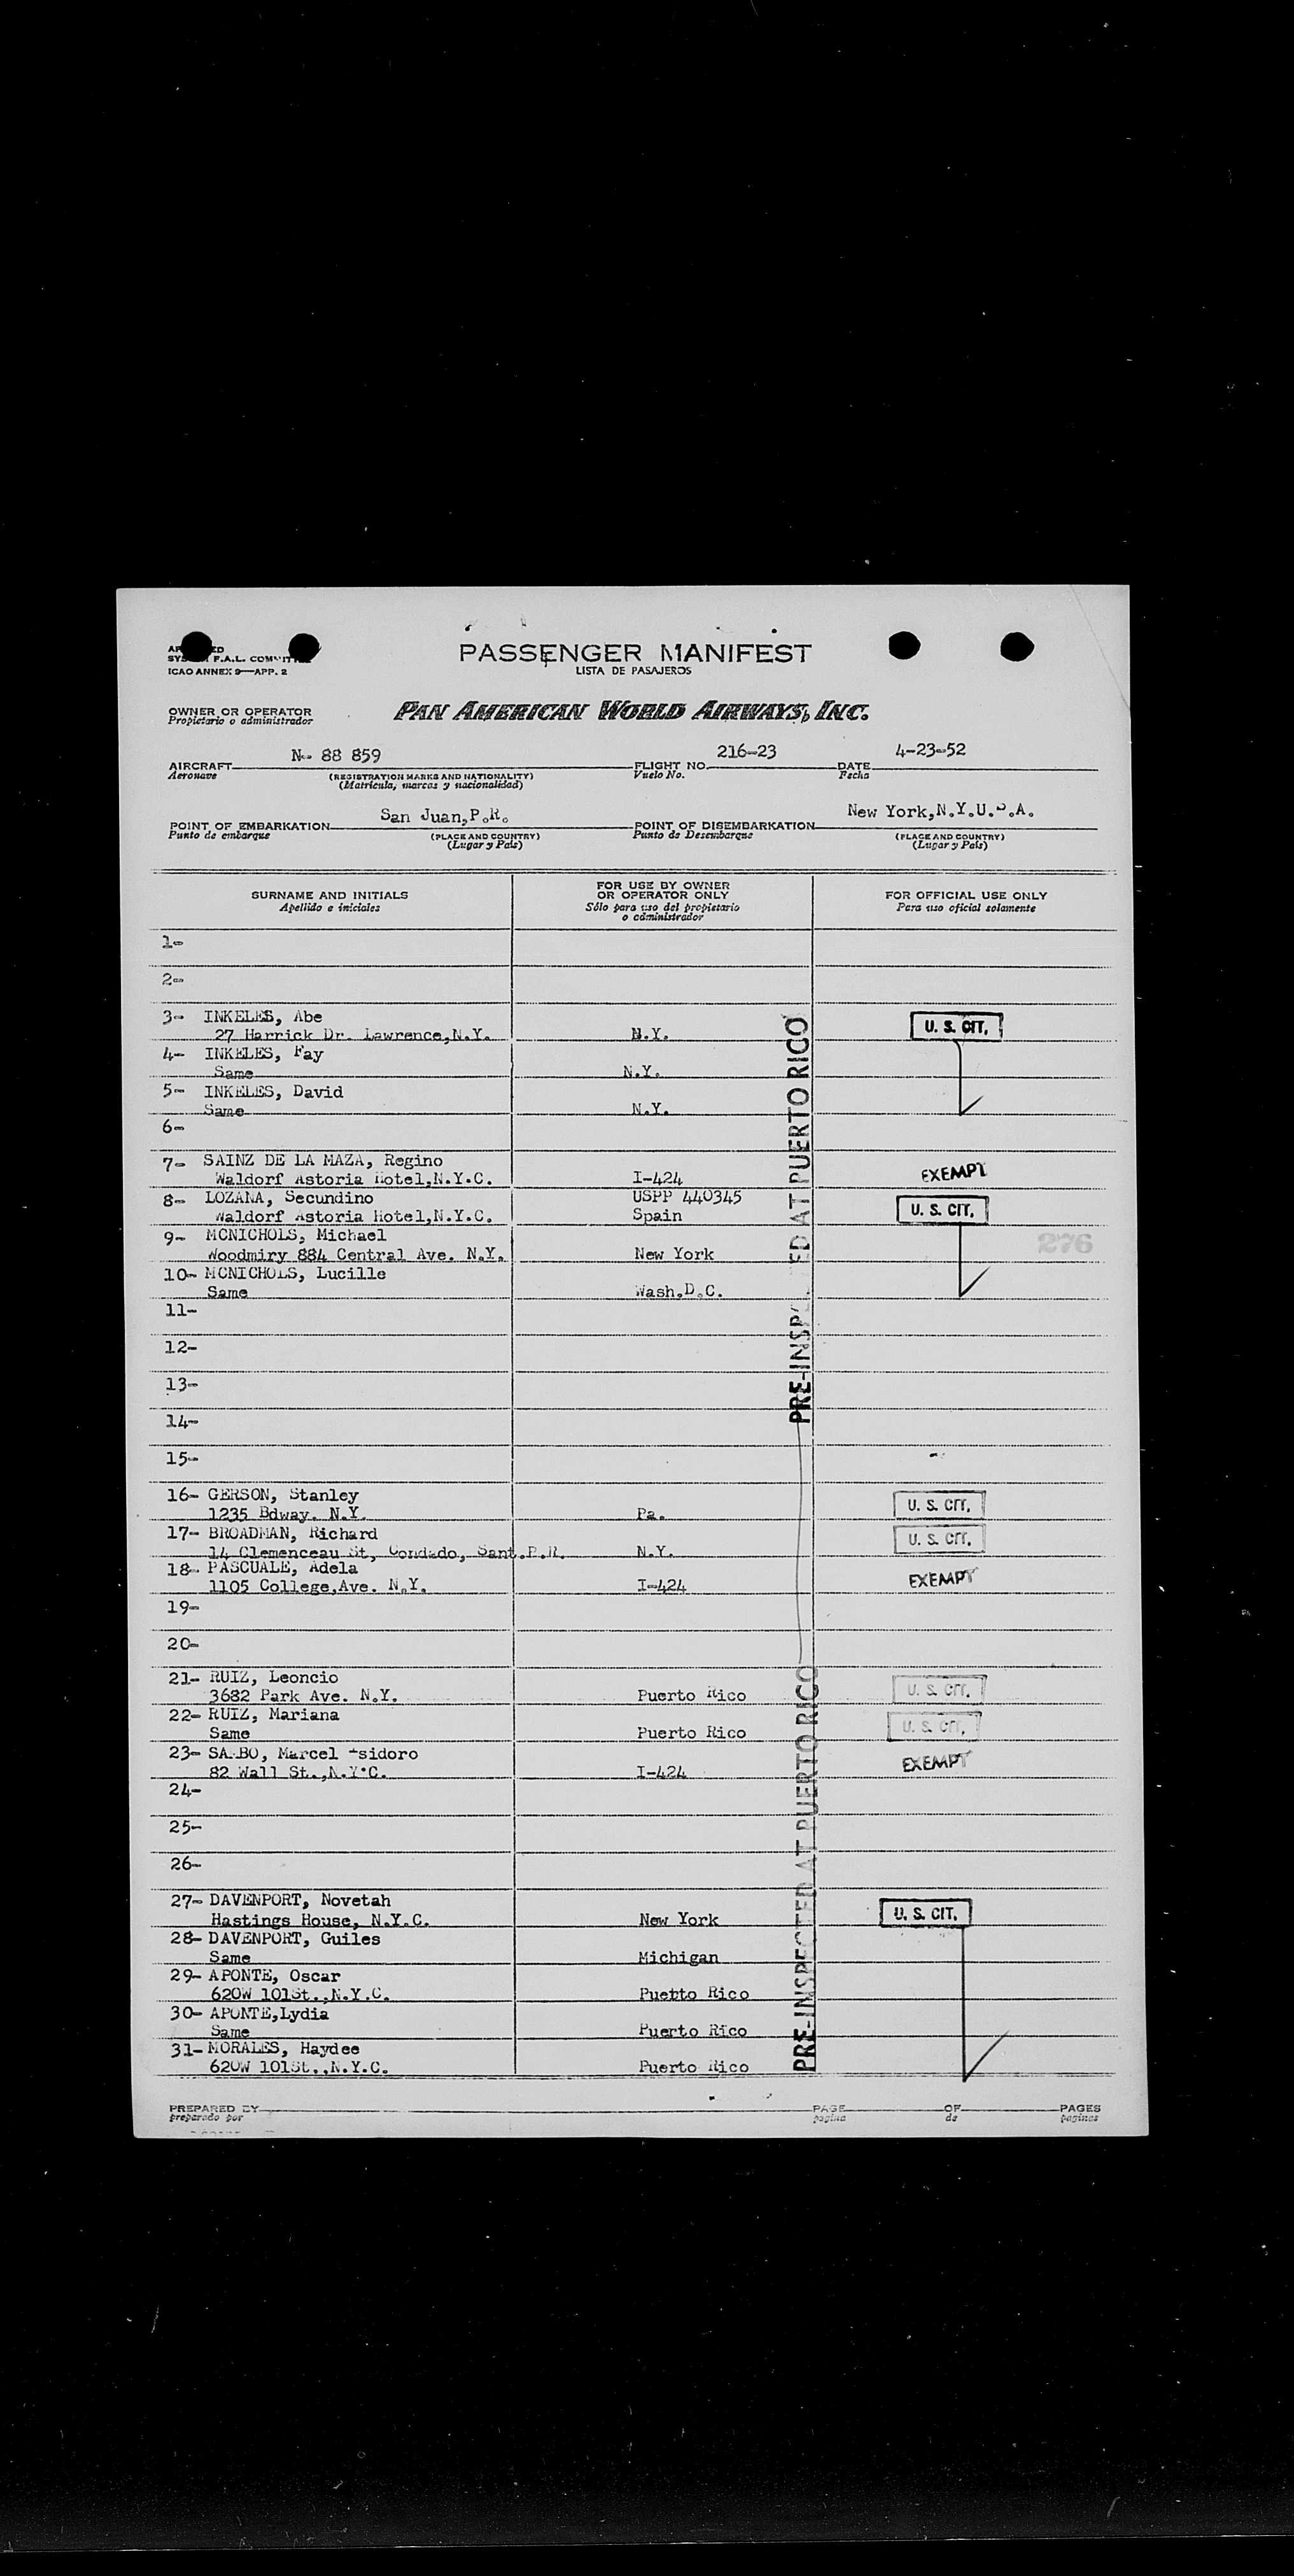 PASSENGER MANIFEST
LISTA DE PASAJEROS
ICAO ANNEX 9—APP. 2
OWNER OR OPERATOR
Propietario o administrador
PAN AMERICAN WORLD AIRWAYS, INC.
AIRCRAFT N- 88 859 FLIGHT NO. 216-23 DATE 4-23-52
Aeronave (REGISTRATION MARKS AND NATIONALITY) Vuelo No. Fecha
(Matricula, marcas y nacionalidad)
POINT OF EMBARKATION San Juan,P.R. POINT OF DISEMBARKATION New York,N.Y.U.S.A.
Punto de embarque (PLACE AND COUNTRY) Punto de Desembarque (PLACE AND COUNTRY)
(Lugar y País) (Lugar y País)
SURNAME AND INITIALS FOR USE BY OWNER OR OPERATOR ONLY FOR OFFICIAL USE ONLY
Apellido e iniciales Sólo para uso del propietario o administrador Para uso oficial solamente
1-
2-
3- INKELES, Abe U. S. CIT.
27 Harrick Dr. Lawrence,N.Y. N.Y.
4- INKELES, Fay
Same N.Y.
5- INKELES, David
Same N.Y.
6-
7- SAINZ DE LA MAZA, Regino EXEMPT
Waldorf Astoria Hotel,N.Y.C. I-424
8- LOZANA, Secundino USPP 440345 U. S. CIT.
Waldorf Astoria Hotel,N.Y.C. Spain
9- MCNICHOLS, Michael
Woodmiry 884 Central Ave. N.Y. New York 276
10- MCNICHOLS, Lucille
Same Wash.D.C.
11-
12-
13-
14-
15-
16- GERSON, Stanley U. S. CIT.
1235 Bdway. N.Y. Pa.
17- BROADMAN, Richard U. S. CIT.
14 Clemenceau St, Condado, Sant.P.R. N.Y.
18- PASCUALE, Adela EXEMPT
1105 College,Ave. N.Y. I-424
19-
20-
21- RUIZ, Leoncio U. S. CIT.
3682 Park Ave. N.Y. Puerto Rico
22- RUIZ, Mariana U. S. CIT.
Same Puerto Rico
23- Marcel Isidoro EXEMPT
82 Wall St.,N.Y.C. I-424
24-
25-
26-
27- DAVENPORT, Novetah U. S. CIT.
Hastings House, N.Y.C. New York
28- DAVENPORT, Guiles
Same Michigan
29- APONTE, Oscar
620W 101St.,N.Y.C. Puetto Rico
30- APONTE,Lydia
Same Puerto Rico
31- MORALES, Haydee
620W 101St.,N.Y.C. Puerto Rico
PRE-INSPECTED AT PUERTO RICO
PRE-INSPECTED AT PUERTO RICO
PREPARED BY PAGE OF PAGES
preparado por pagina de paginas